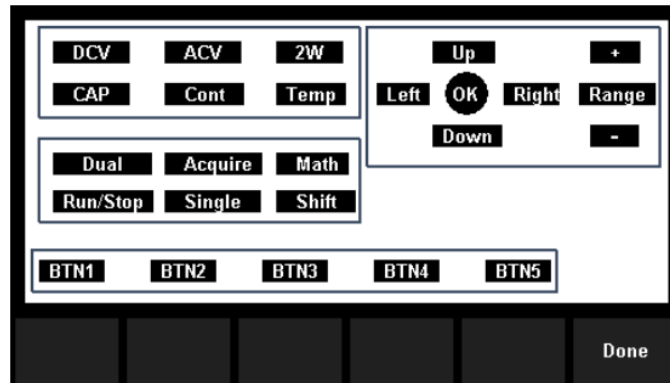 DCV ACV 2W
CAP Cont Temp
Up +
Left OK Right Range
Down -
Dual Acquire Math
Run/Stop Single Shift
BTN1 BTN2 BTN3 BTN4 BTN5
Done